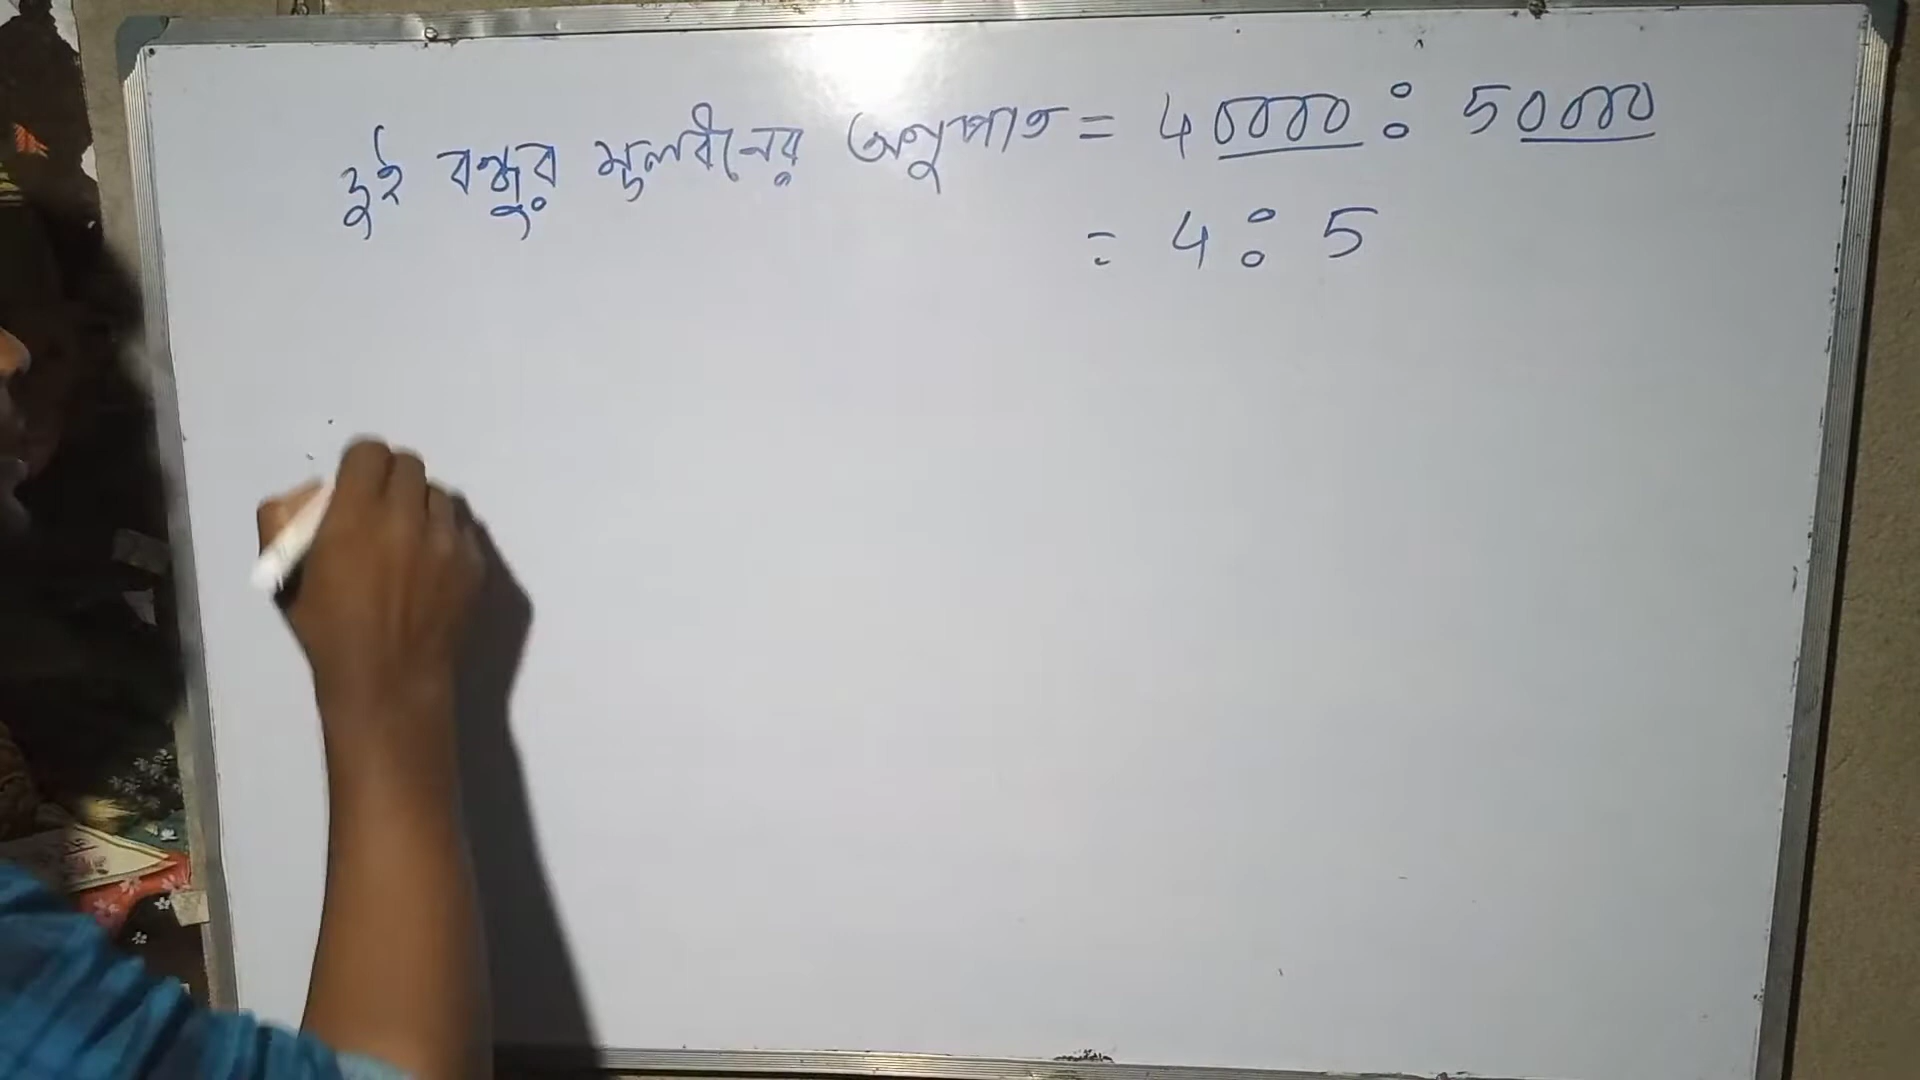 দুই বন্ধুর মূলধনের অনুপাত = 40000 : 50000
= 4 : 5